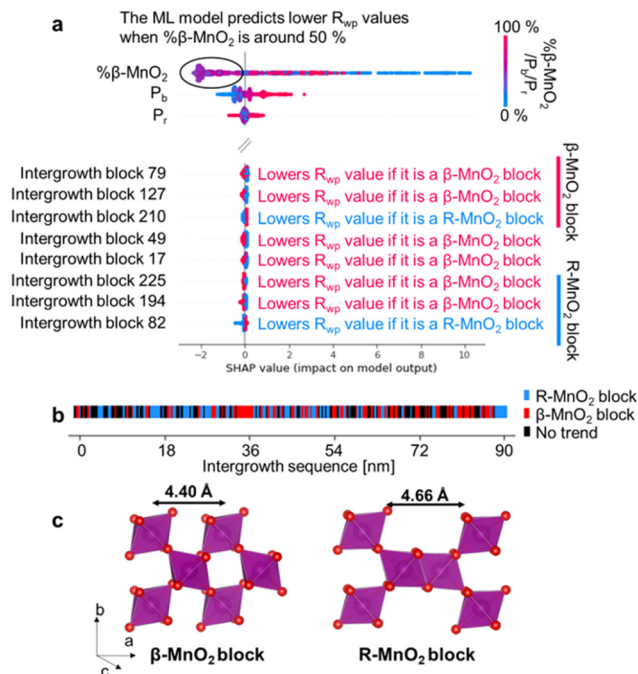 a
The ML model predicts lower Rwp values
when %β-MnO2 is around 50 %
100 %
%β-MnO2
/Pb/Pr
0 %
%β-MnO2
Pb
Pr
Intergrowth block 79 Lowers Rwp value if it is a β-MnO2 block
Intergrowth block 127 Lowers Rwp value if it is a β-MnO2 block
Intergrowth block 210 Lowers Rwp value if it is a R-MnO2 block
Intergrowth block 49 Lowers Rwp value if it is a β-MnO2 block
Intergrowth block 17 Lowers Rwp value if it is a β-MnO2 block
Intergrowth block 225 Lowers Rwp value if it is a β-MnO2 block
Intergrowth block 194 Lowers Rwp value if it is a β-MnO2 block
Intergrowth block 82 Lowers Rwp value if it is a R-MnO2 block
β-MnO2 block
R-MnO2 block
−2 0 2 4 6 8 10
SHAP value (impact on model output)
b
R-MnO2 block
β-MnO2 block
No trend
0 18 36 54 72 90
Intergrowth sequence [nm]
c
4.40 Å 4.66 Å
b
a
c
β-MnO2 block R-MnO2 block